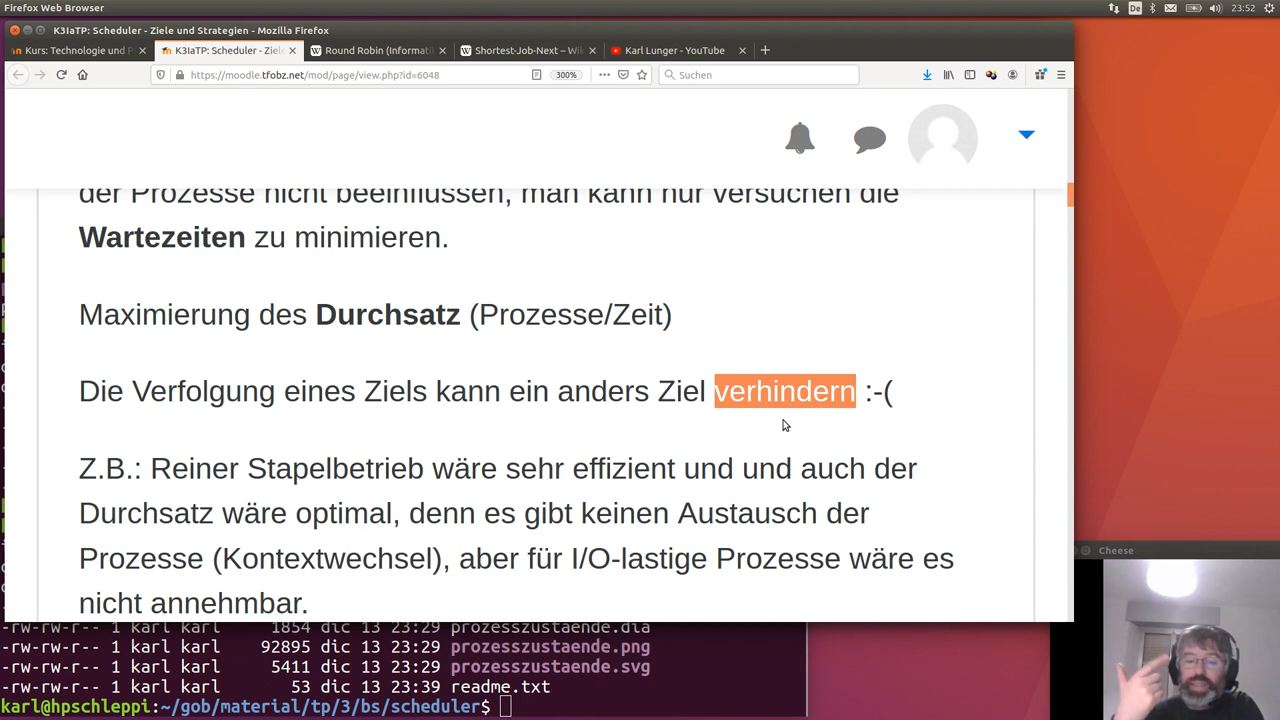 Firefox Web Browser
De
23:52
K3IaTP: Scheduler - Ziele und Strategien - Mozilla Firefox
Kurs: Technologie und P
K3IaTP: Scheduler - Ziele
Round Robin (Informati
Shortest-Job-Next – Wi
Karl Lunger - YouTube
https://moodle.tfobz.net/mod/page/view.php?id=6048
300%
Suchen
der Prozesse nicht beeinflussen, man kann nur versuchen die
Wartezeiten zu minimieren.
Maximierung des Durchsatz (Prozesse/Zeit)
Die Verfolgung eines Ziels kann ein anders Ziel verhindern :-(
Z.B.: Reiner Stapelbetrieb wäre sehr effizient und und auch der
Durchsatz wäre optimal, denn es gibt keinen Austausch der
Prozesse (Kontextwechsel), aber für I/O-lastige Prozesse wäre es
nicht annehmbar.
Cheese
-rw-rw-r-- 1 karl karl 1854 dic 13 23:29 prozesszustaende.dia
-rw-rw-r-- 1 karl karl 92895 dic 13 23:29 prozesszustaende.png
-rw-rw-r-- 1 karl karl 5411 dic 13 23:29 prozesszustaende.svg
-rw-rw-r-- 1 karl karl 53 dic 13 23:39 readme.txt
karl@hpschleppi:~/gob/material/tp/3/bs/scheduler$